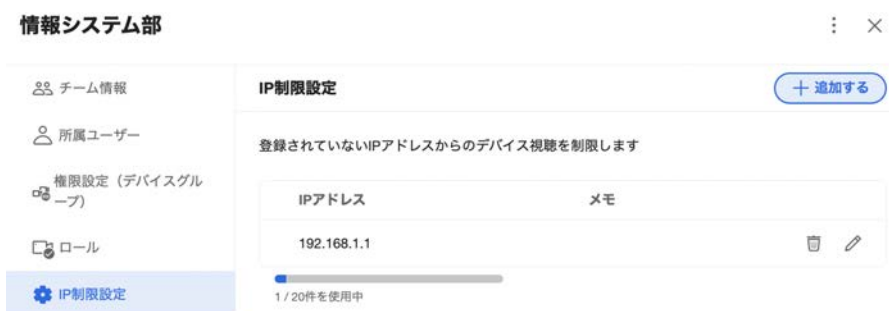 情報システム部
チーム情報
所属ユーザー
権限設定（デバイスグル
ープ）
ロール
IP制限設定
IP制限設定
追加する
登録されていないIPアドレスからのデバイス視聴を制限します
IPアドレス メモ
192.168.1.1
1 / 20件を使用中